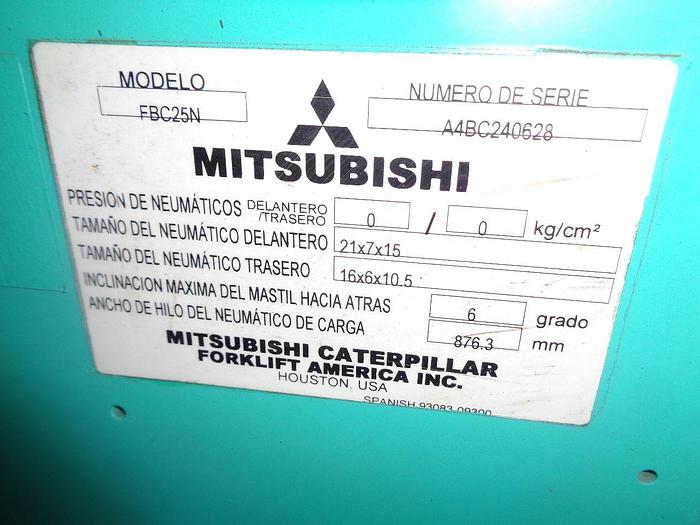 MODELO
FBC25N
NUMERO DE SERIE
A4BC240628
MITSUBISHI
PRESION DE NEUMÁTICOS DELANTERO /TRASERO 0 / 0 kg/cm²
TAMAÑO DEL NEUMÁTICO DELANTERO 21x7x15
TAMAÑO DEL NEUMÁTICO TRASERO 16x6x10.5
INCLINACION MAXIMA DEL MASTIL HACIA ATRAS 6 grado
ANCHO DE HILO DEL NEUMÁTICO DE CARGA 876.3 mm
MITSUBISHI CATERPILLAR
FORKLIFT AMERICA INC.
HOUSTON, USA
SPANISH 93083-09300